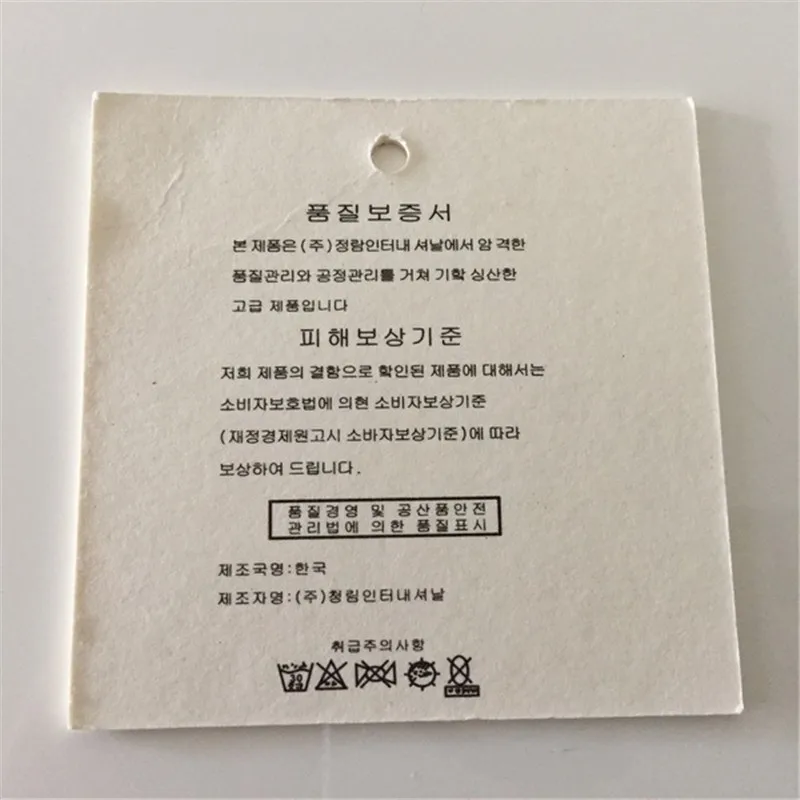 품질보증서
본 제품은 (주)정람인터내셔날에서 암 격한
품질관리와 공정관리를 거쳐 기학 싱산한
고급 제품입니다
피해보상기준
저희 제품의 결함으로 확인된 제품에 대해서는
소비자보호법에 의현 소비자보상기준
(재정경제원고시 소바자보상기준)에 따라
보상하여 드립니다.
품질경영 및 공산품안전
관리법에 의한 품질표시
제조국명:한국
제조자명:(주)청림인터내셔날
취급주의사항